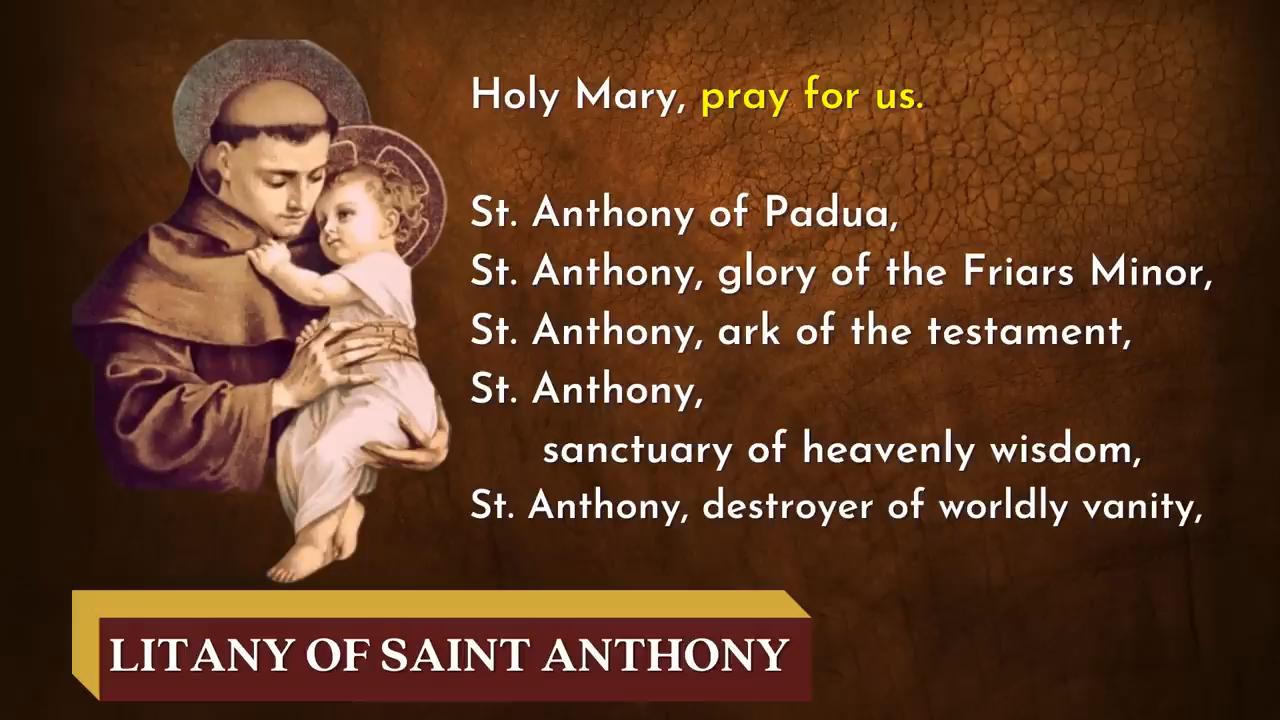 Holy Mary, pray for us.
St. Anthony of Padua,
St. Anthony, glory of the Friars Minor,
St. Anthony, ark of the testament,
St. Anthony,
sanctuary of heavenly wisdom,
St. Anthony, destroyer of worldly vanity,
LITANY OF SAINT ANTHONY